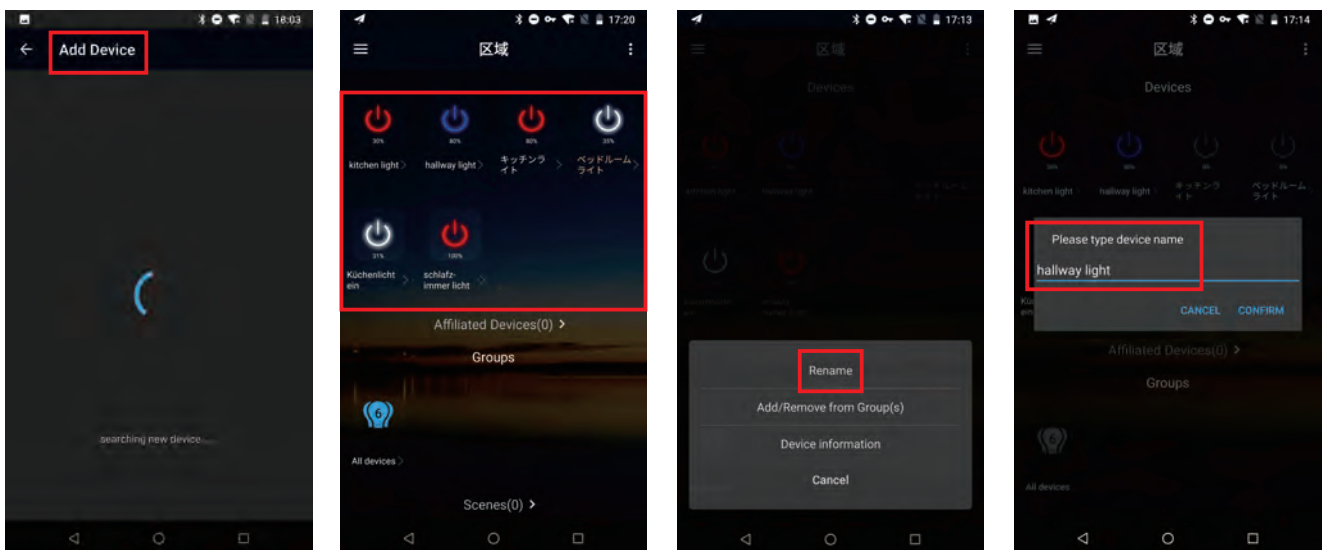 18:03
Add Device
searching new device.....
17:20
区域
30%
80%
80%
35%
kitchen light
hallway light
キッチンラ
イト
ベッドルーム
ライト
31%
100%
Küchenlicht
ein
schlafz-
immer licht
Affiliated Devices(0)
Groups
6
All devices
Scenes(0)
17:13
区域
Devices
hallway light
Rename
Add/Remove from Group(s)
Device information
Cancel
17:14
区域
Devices
kitchen light
hallway light
キッチンラ
イト
ベッドルーム
ライト
Please type device name
hallway light
CANCEL CONFIRM
Affiliated Devices(0)
Groups
6
All devices